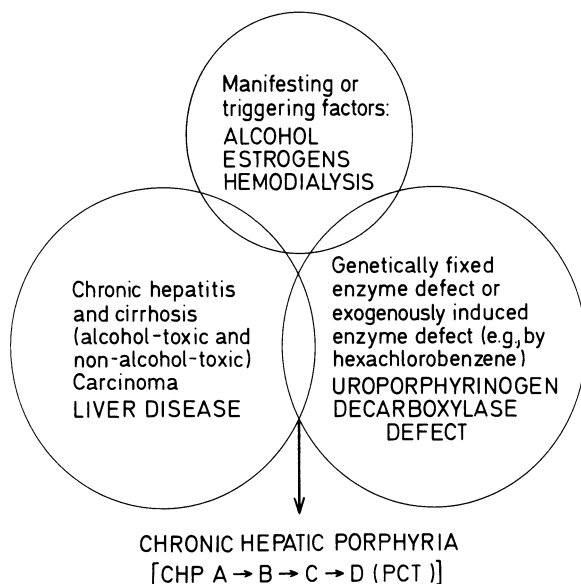 Manifesting or
triggering factors:
ALCOHOL
ESTROGENS
HEMODIALYSIS
Chronic hepatitis
and cirrhosis
(alcohol-toxic and
non-alcohol-toxic)
Carcinoma
LIVER DISEASE
Genetically fixed
enzyme defect or
exogenously induced
enzyme defect (e.g., by
hexachlorobenzene)
UROPORPHYRINOGEN
DECARBOXYLASE
DEFECT
CHRONIC HEPATIC PORPHYRIA
[CHP A → B → C → D (PCT)]